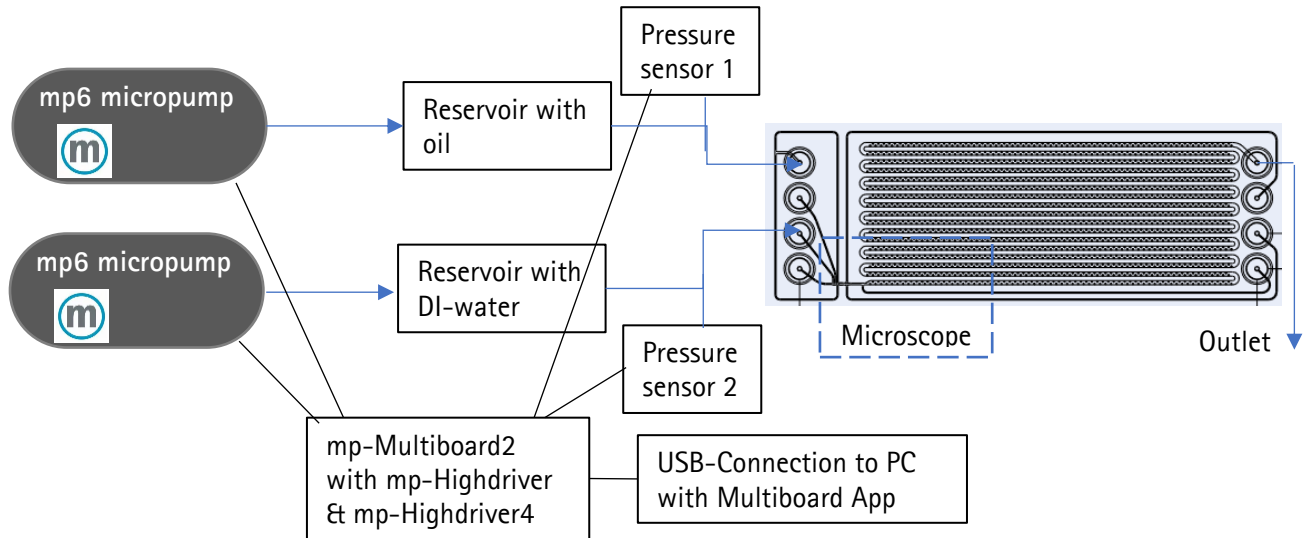 Pressure
sensor 1
mp6 micropump
m
Reservoir with
oil
mp6 micropump
m
Reservoir with
DI-water
Microscope
Outlet
Pressure
sensor 2
mp-Multiboard2
with mp-Highdriver
& mp-Highdriver4
USB-Connection to PC
with Multiboard App